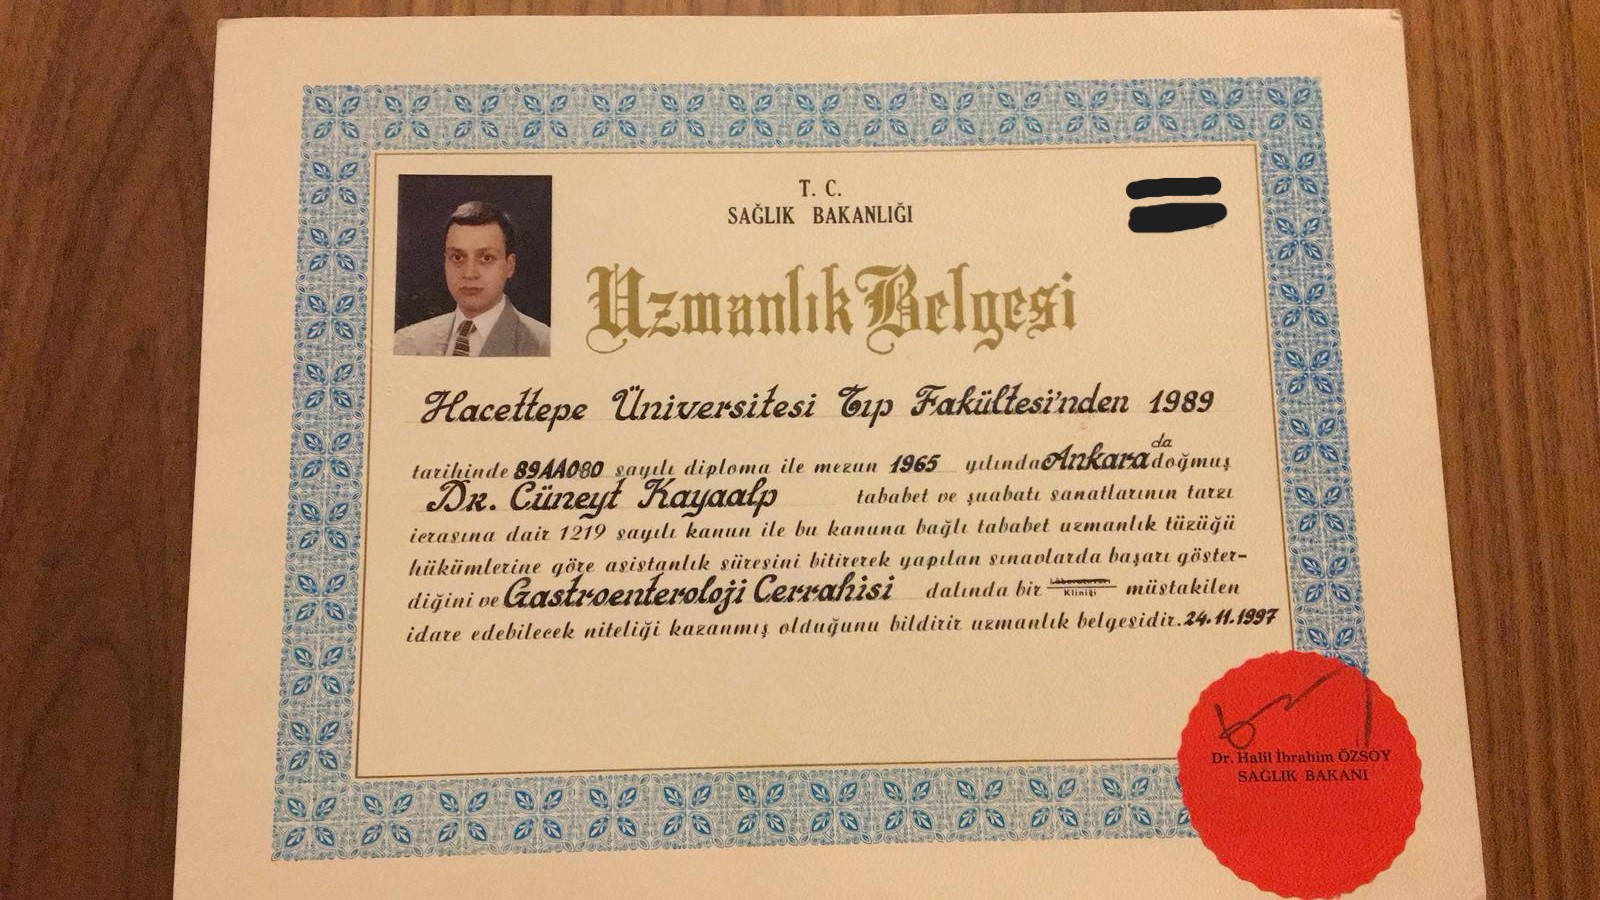 T. C.
SAĞLIK BAKANLIĞI
Uzmanlık Belgesi
Hacettepe Üniversitesi Tıp Fakültesi'nden 1989
tarihinde 89AA080 sayılı diploma ile mezun 1965 yılında Ankara da doğmuş
Dr. Cüneyt Kayaalp tababet ve şuabatı sanatlarının tarzı
icrasına dair 1219 sayılı kanun ile bu kanuna bağlı tababet uzmanlık tüzüğü
hükümlerine göre asistanlık süresini bitirerek yapılan sınavlarda başarı göster-
diğini ve Gastroenteroloji Cerrahisi dalında bir Laboratuvarı Kliniği müstakilen
idare edebilecek niteliği kazanmış olduğunu bildirir uzmanlık belgesidir. 24.11.1997
Dr. Halil İbrahim ÖZSOY
SAĞLIK BAKANI